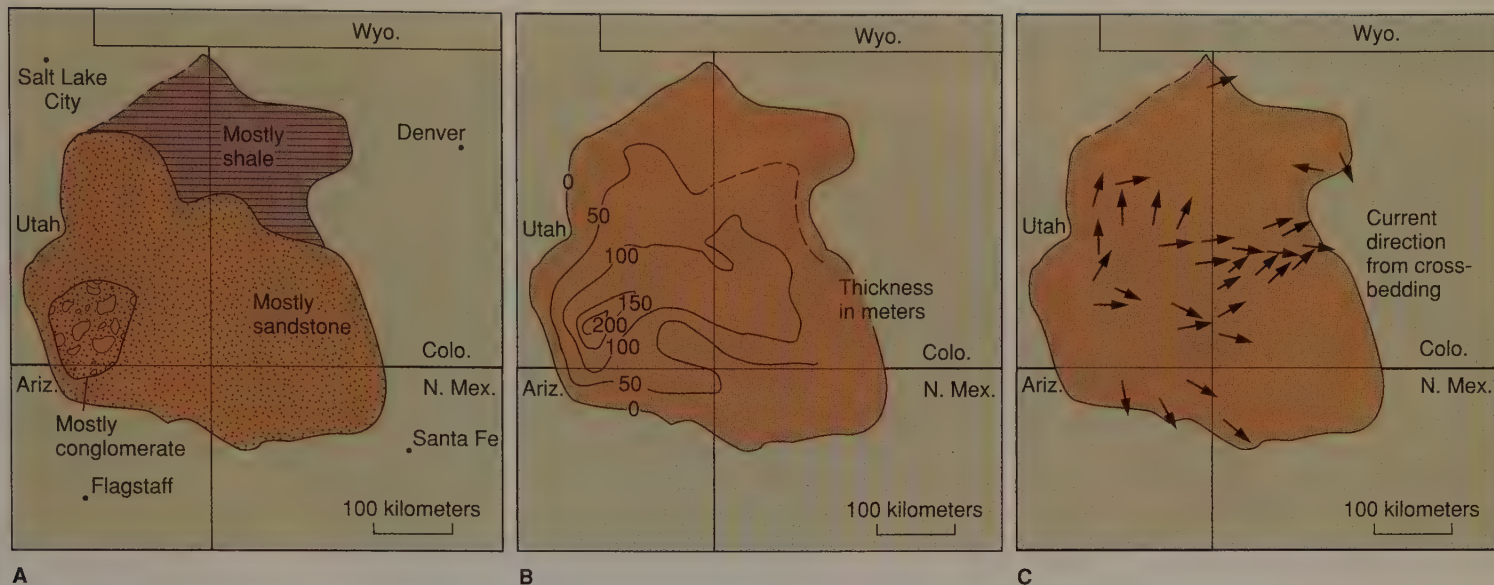 Wyo.
Salt Lake
City
Mostly
shale
Denver
Utah
Mostly
sandstone
Colo.
Ariz.
N. Mex.
Mostly
conglomerate
Santa Fe
Flagstaff
100 kilometers
A
Wyo.
0
50
Utah
100
Thickness
in meters
150
200
100
Colo.
Ariz.
50
N. Mex.
0
100 kilometers
B
Wyo.
Utah
Current
direction
from cross-
bedding
Colo.
Ariz.
N. Mex.
100 kilometers
C